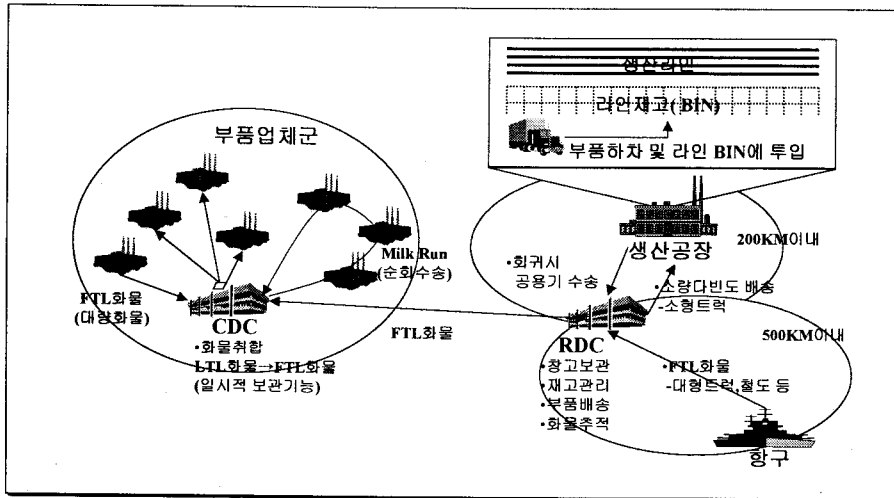 생산라인
라인재고(BIN)
부품하차 및 라인 BIN에 투입
부품업체군
Milk Run
(순화수송)
FTL화물
(대량화물)
CDC
•화물취합
LTL화물→FTL화물
(일시적 보관기능)
FTL화물
생산공장
200KM이내
•회귀시
공용기 수송
•소량다빈도 배송
-소형트럭
500KM이내
RDC
•창고보관
•재고관리
•부품배송
•화물추적
•FTL화물
-대형트럭,철도 등
항구